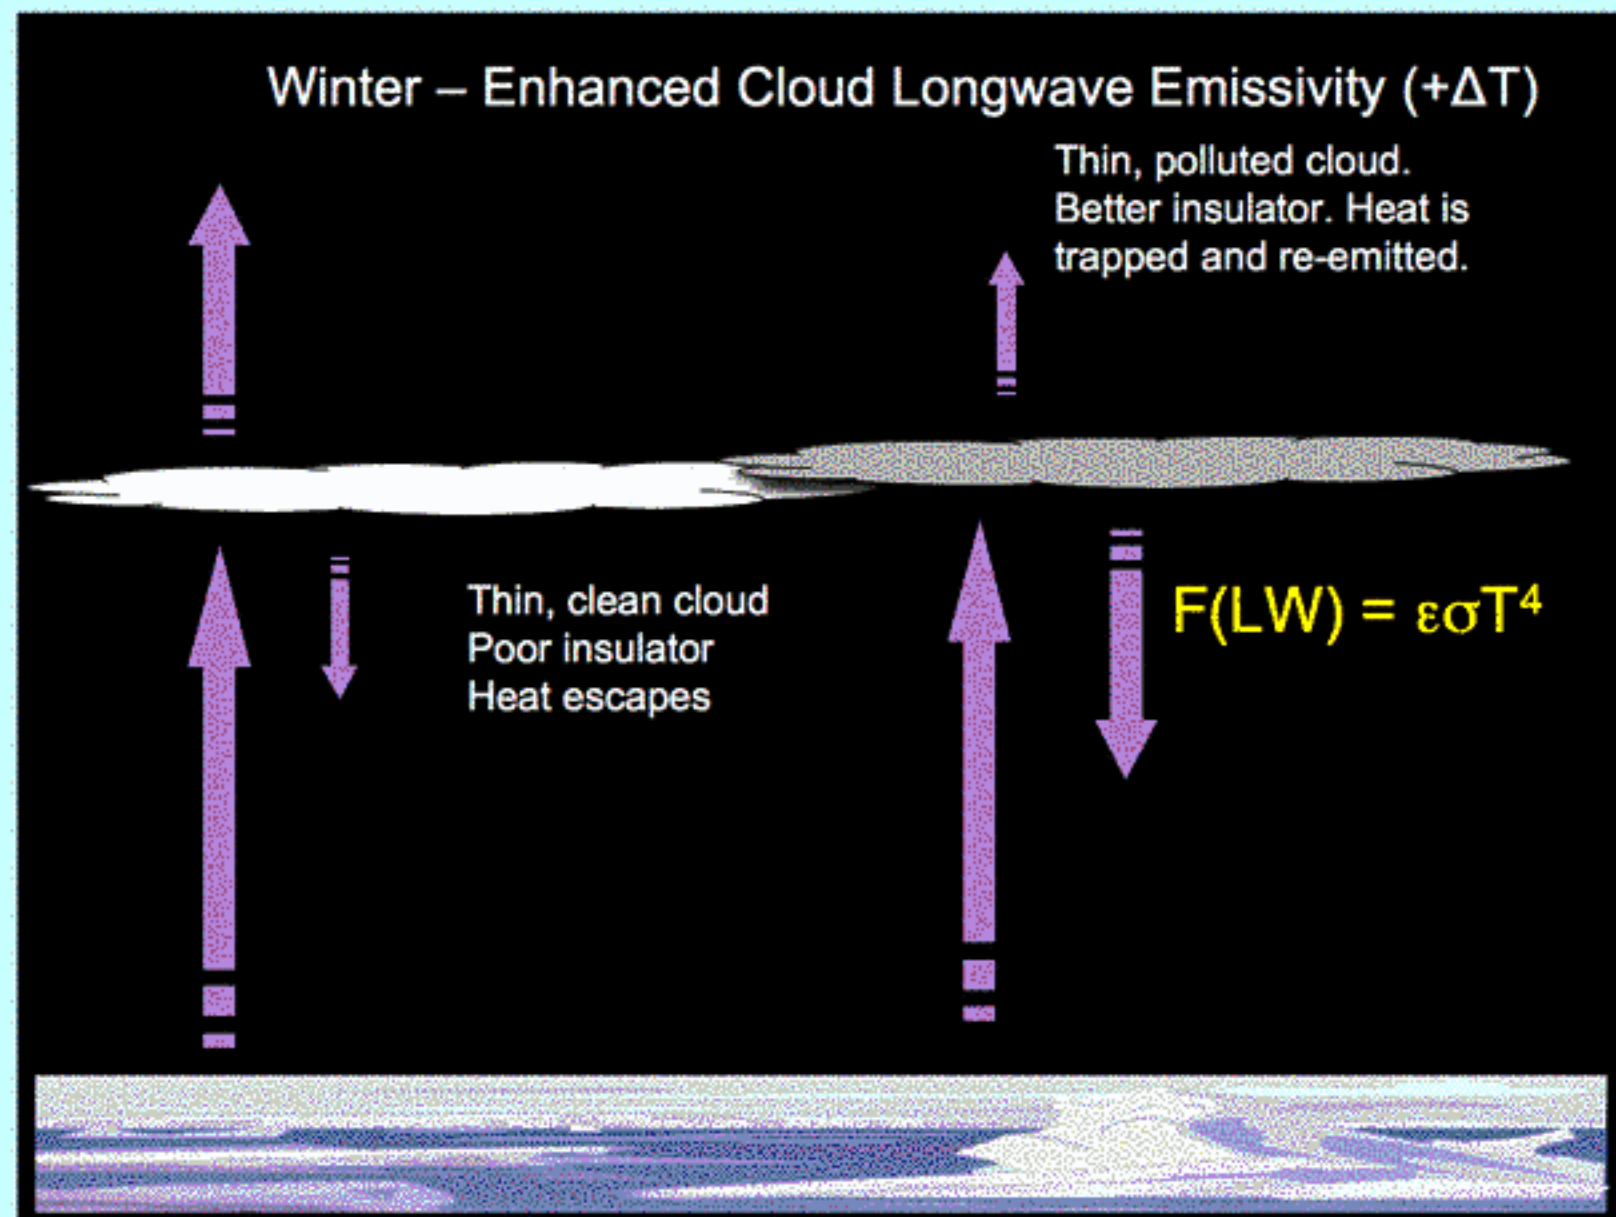 Winter – Enhanced Cloud Longwave Emissivity (+ΔT)
Thin, polluted cloud.
Better insulator. Heat is
trapped and re-emitted.
Thin, clean cloud
Poor insulator
Heat escapes
F(LW) = εσT⁴